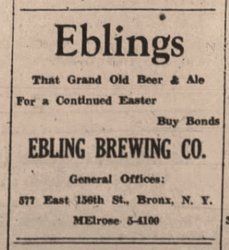 Eblings
That Grand Old Beer & Ale
For a Continued Easter
Buy Bonds
EBLING BREWING CO.
General Offices:
577 East 156th St., Bronx, N. Y.
MElrose 5-4100